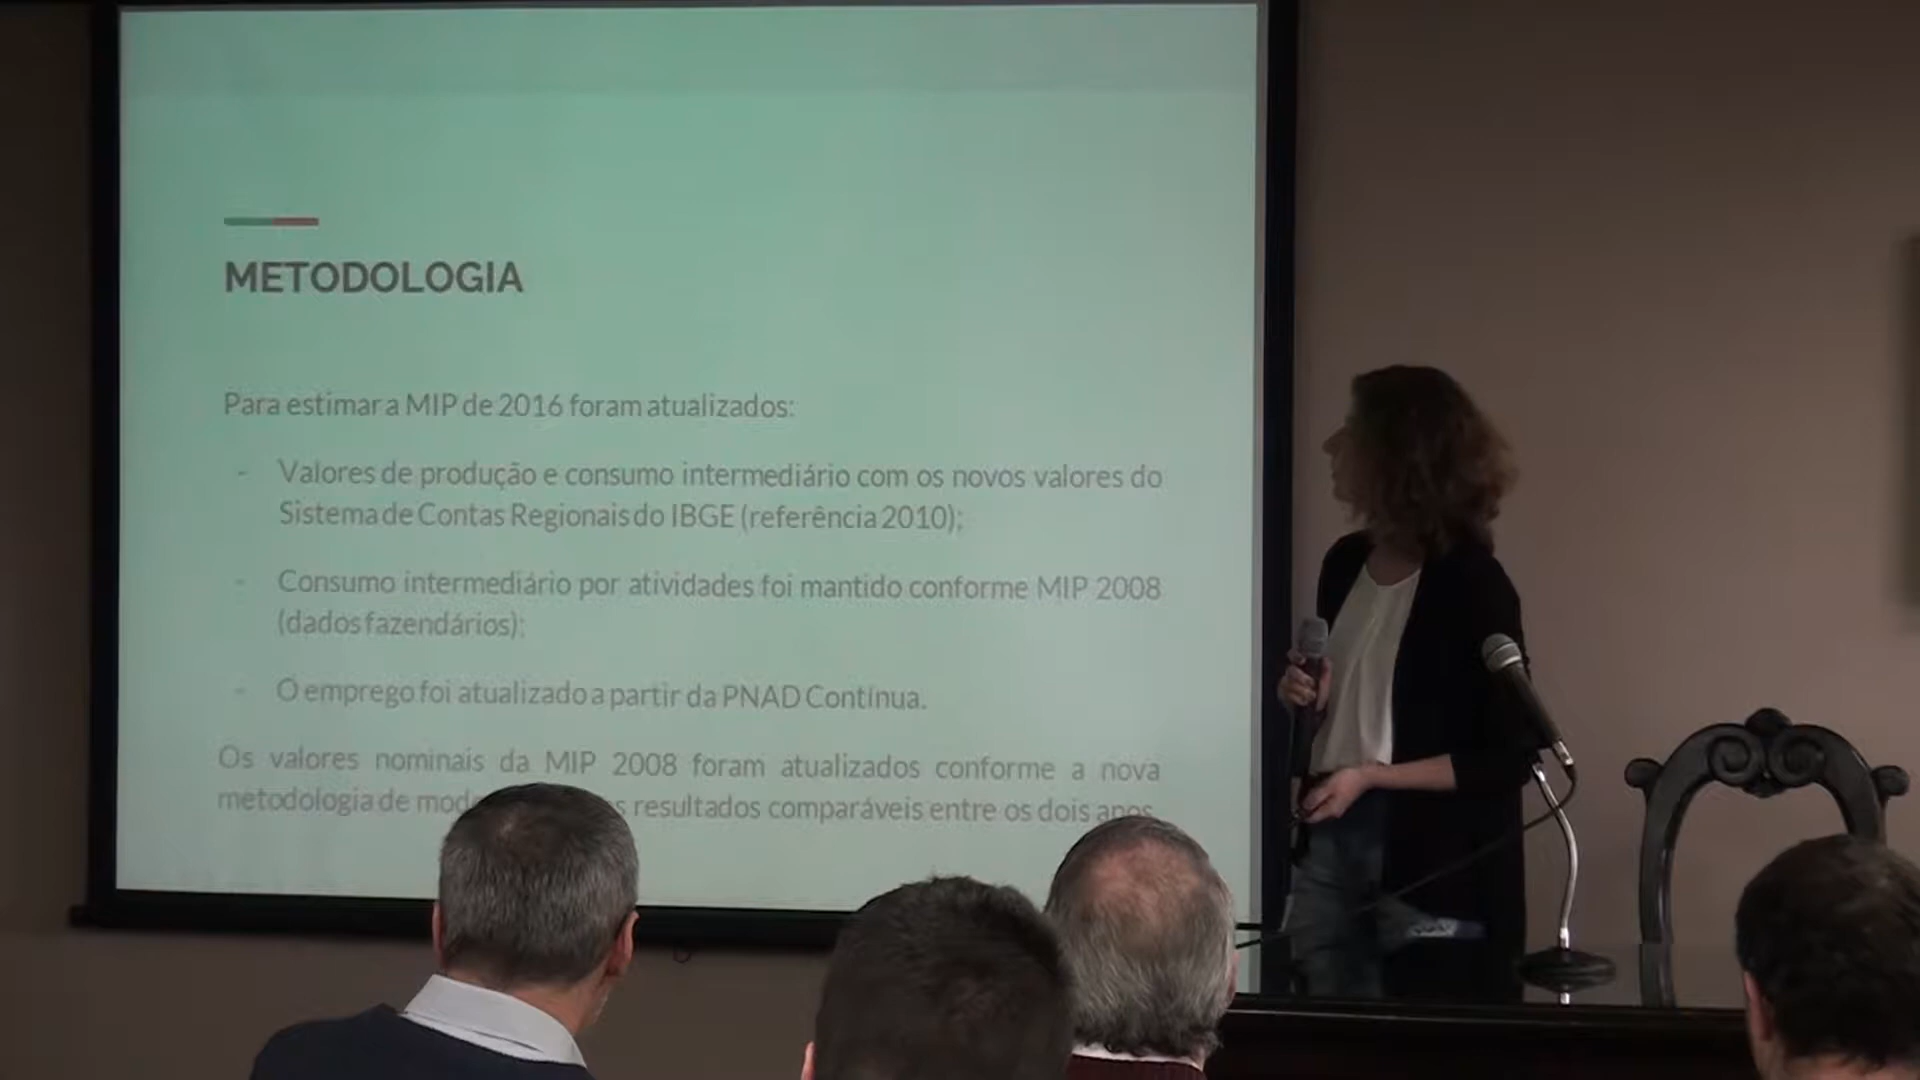 METODOLOGIA
Para estimar a MIP de 2016 foram atualizados:
- Valores de produção e consumo intermediário com os novos valores do
Sistema de Contas Regionais do IBGE (referência 2010);
- Consumo intermediário por atividades foi mantido conforme MIP 2008
(dados fazendários);
- O emprego foi atualizado a partir da PNAD Contínua.
Os valores nominais da MIP 2008 foram atualizados conforme a nova
metodologia de resultados comparáveis entre os dois anos.